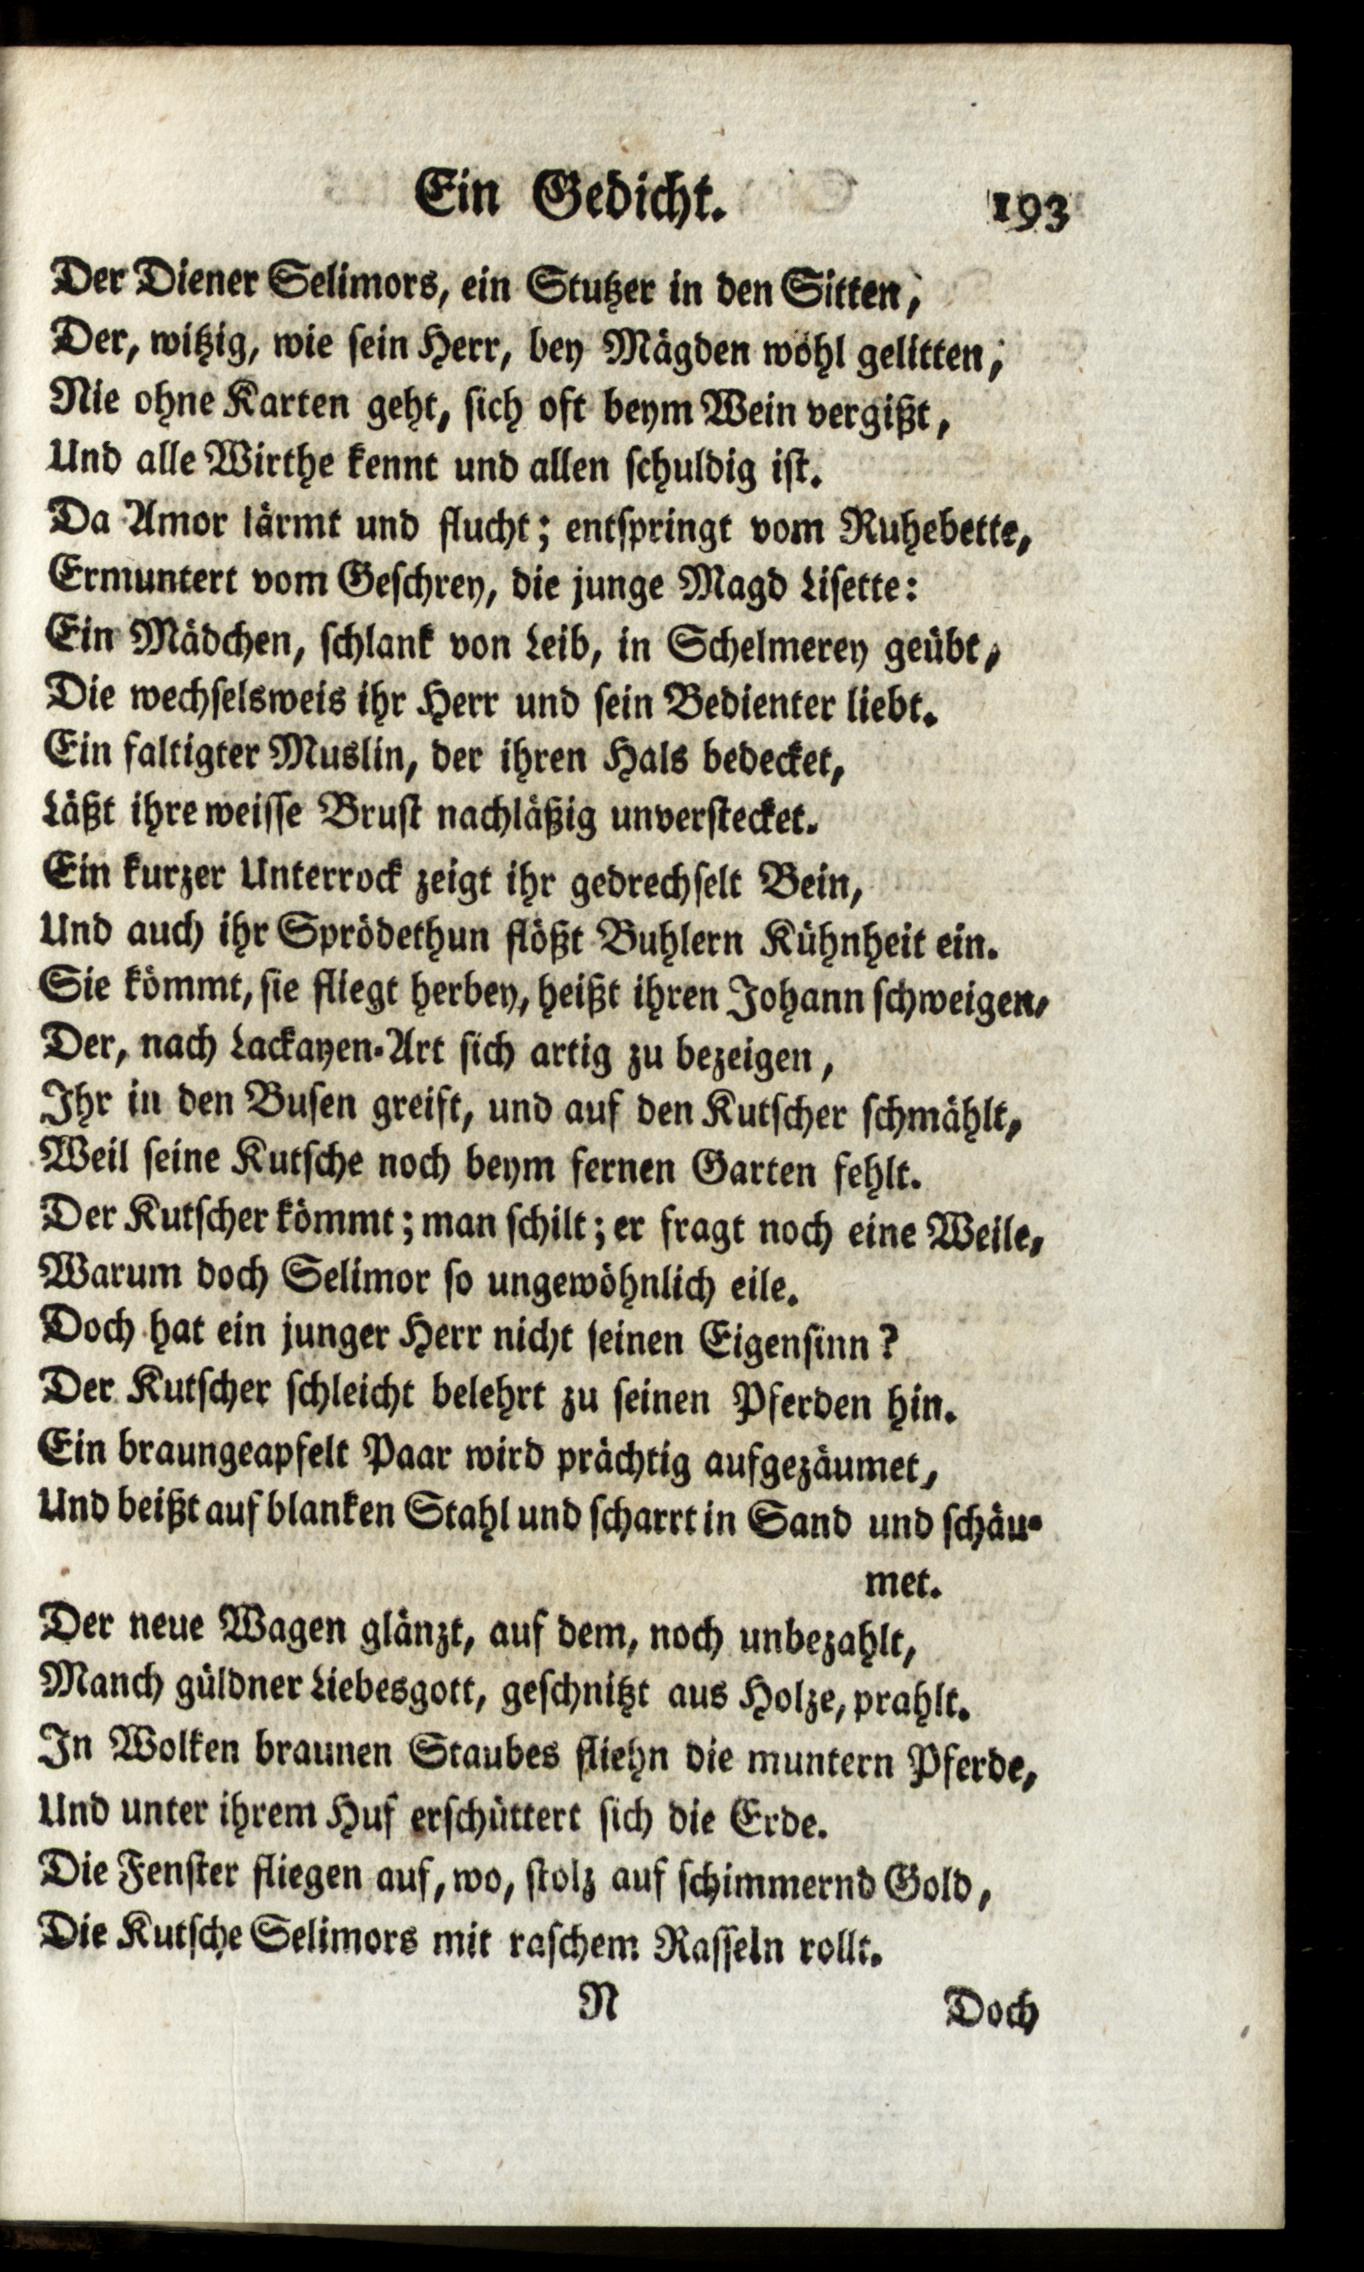 Ein Gedicht. 193
Der Diener Selimors, ein Stutzer in den Sitten,
Der, witzig, wie sein Herr, bey Mägden wohl gelitten,
Nie ohne Karten geht, sich oft beym Wein vergißt,
Und alle Wirthe kennt und allen schuldig ist.
Da Amor lärmt und flucht; entspringt vom Ruhebette,
Ermuntert vom Geschrey, die junge Magd Lisette:
Ein Mädchen, schlank von Leib, in Schelmerey geübt,
Die wechselsweis ihr Herr und sein Bedienter liebt.
Ein faltigter Muslin, der ihren Hals bedecket,
Läßt ihre weisse Brust nachläßig unverstecket.
Ein kurzer Unterrock zeigt ihr gedrechselt Bein,
Und auch ihr Sprödethun flößt Buhlern Kühnheit ein.
Sie kömmt, sie fliegt herbey, heißt ihren Johann schweigen,
Der, nach Lackayen-Art sich artig zu bezeigen,
Ihr in den Busen greift, und auf den Kutscher schmählt,
Weil seine Kutsche noch beym fernen Garten fehlt.
Der Kutscher kömmt; man schilt; er fragt noch eine Weile,
Warum doch Selimor so ungewöhnlich eile.
Doch hat ein junger Herr nicht seinen Eigensinn?
Der Kutscher schleicht belehrt zu seinen Pferden hin.
Ein braungeapfelt Paar wird prächtig aufgezäumet,
Und beißt auf blanken Stahl und scharrt in Sand und schäu-
met.
Der neue Wagen glänzt, auf dem, noch unbezahlt,
Manch güldner Liebesgott, geschnitzt aus Holze, prahlt.
In Wolken braunen Staubes fliehn die muntern Pferde,
Und unter ihrem Huf erschüttert sich die Erde.
Die Fenster fliegen auf, wo, stolz auf schimmernd Gold,
Die Kutsche Selimors mit raschem Rasseln rollt.
N Doch